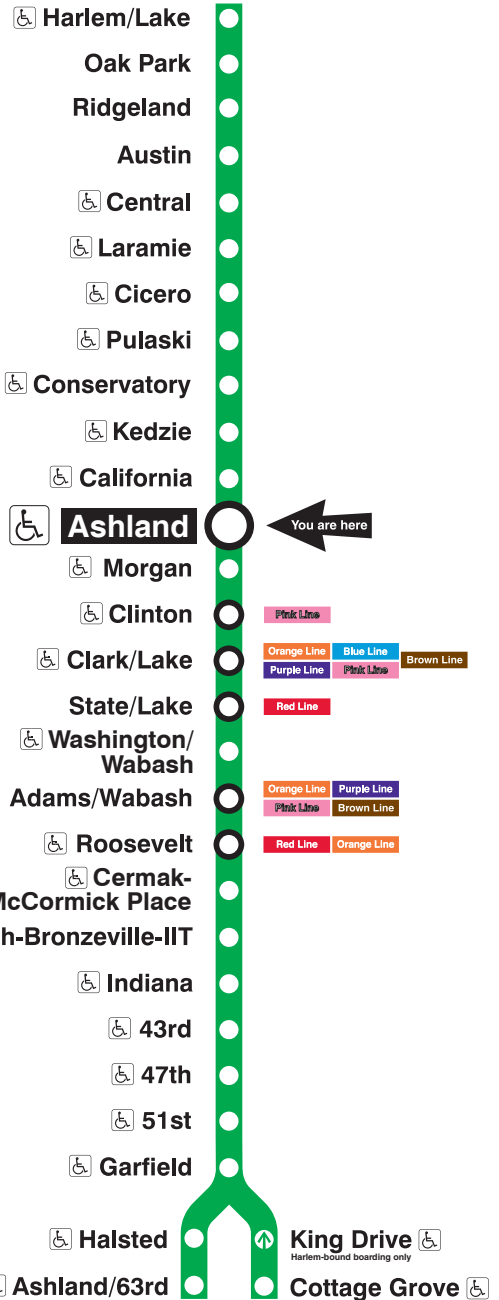 Harlem/Lake
Oak Park
Ridgeland
Austin
Central
Laramie
Cicero
Pulaski
Conservatory
Kedzie
California
Ashland
You are here
Morgan
Clinton
Pink Line
Clark/Lake
Orange Line Blue Line
Brown Line
Purple Line Pink Line
State/Lake
Red Line
Washington/
Wabash
Adams/Wabash
Orange Line Purple Line
Pink Line Brown Line
Roosevelt
Red Line Orange Line
Cermak-
McCormick Place
h-Bronzeville-IIT
Indiana
43rd
47th
51st
Garfield
Halsted
King Drive
Harlem-bound boarding only
Ashland/63rd
Cottage Grove